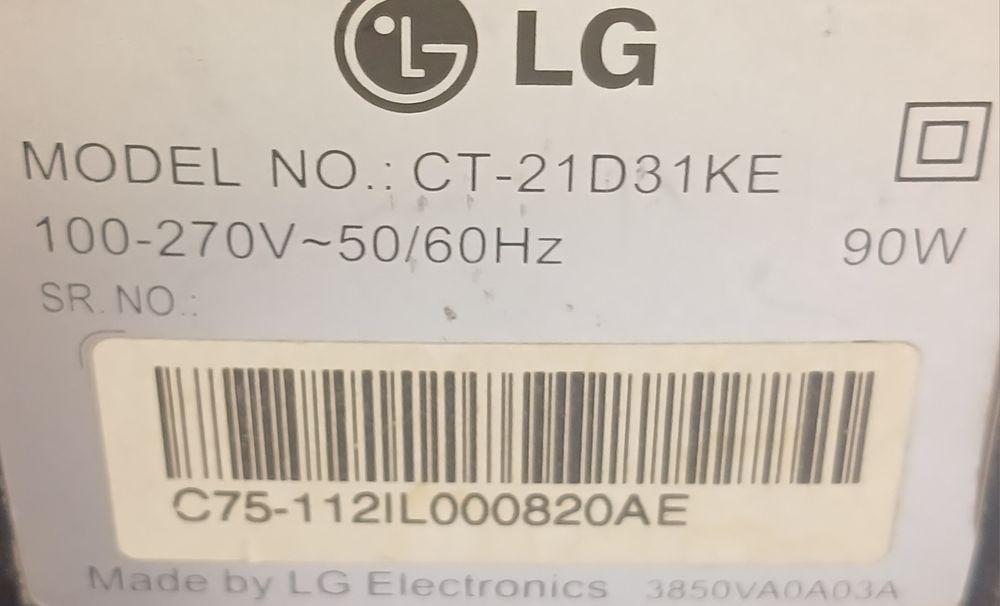 LG
MODEL NO.: CT-21D31KE
100-270V~50/60Hz 90W
SR. NO.:
C75-112IL000820AE
Made by LG Electronics 3850VA0A03A